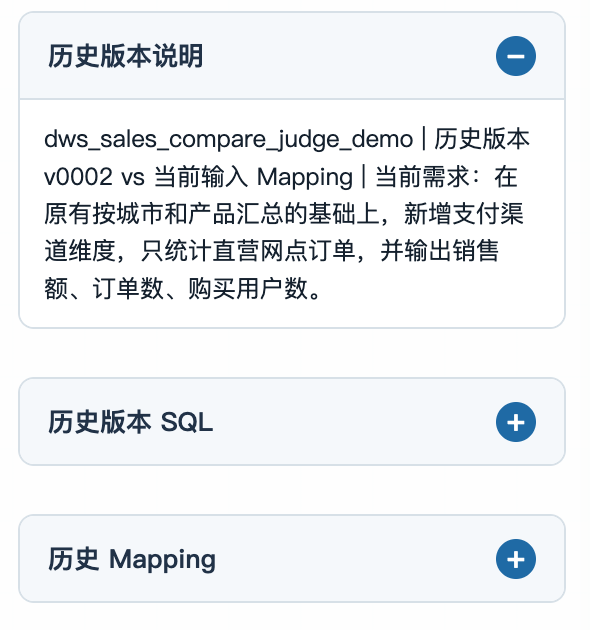 历史版本说明
dws_sales_compare_judge_demo | 历史版本
v0002 vs 当前输入 Mapping | 当前需求：在
原有按城市和产品汇总的基础上，新增支付渠
道维度，只统计直营网点订单，并输出销售
额、订单数、购买用户数。
历史版本 SQL
历史 Mapping